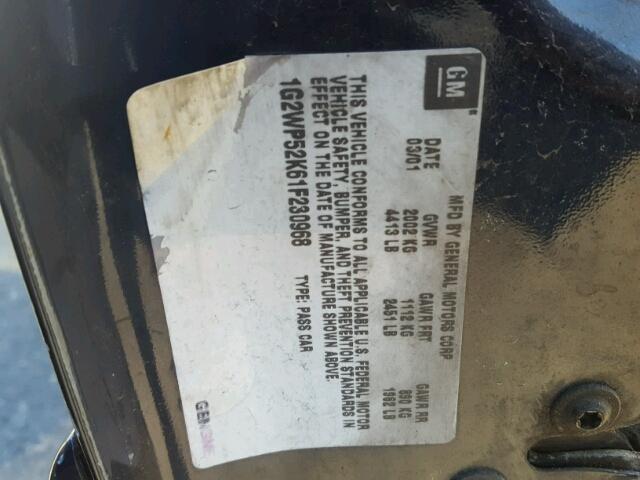 GM
MFD BY GENERAL MOTORS CORP
DATE GVWR GAWR FRT GAWR RR
03/01 2002 KG 1112 KG 890 KG
4413 LB 2451 LB 1962 LB
THIS VEHICLE CONFORMS TO ALL APPLICABLE U.S. FEDERAL MOTOR
VEHICLE SAFETY, BUMPER, AND THEFT PREVENTION STANDARDS IN
EFFECT ON THE DATE OF MANUFACTURE SHOWN ABOVE.
1G2WP52K61F230968 TYPE: PASS CAR